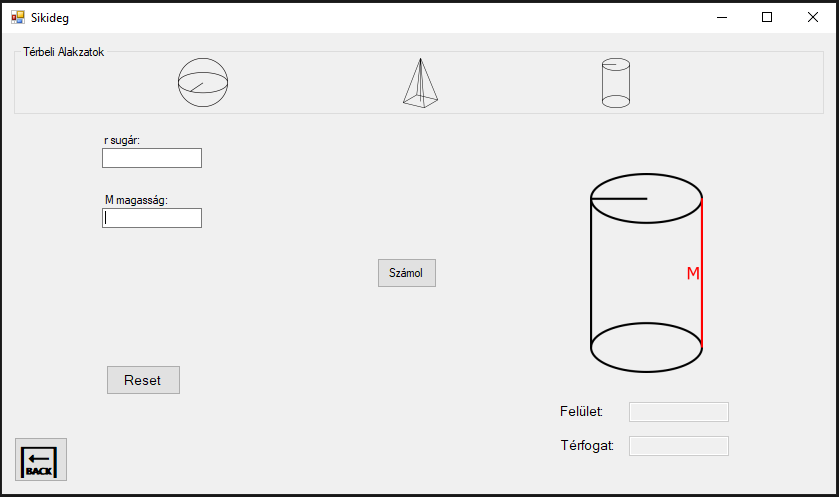 Sikideg
Térbeli Alakzatok
r sugár:
M magasság:
M
Számol
Reset
Felület:
Térfogat:
BACK